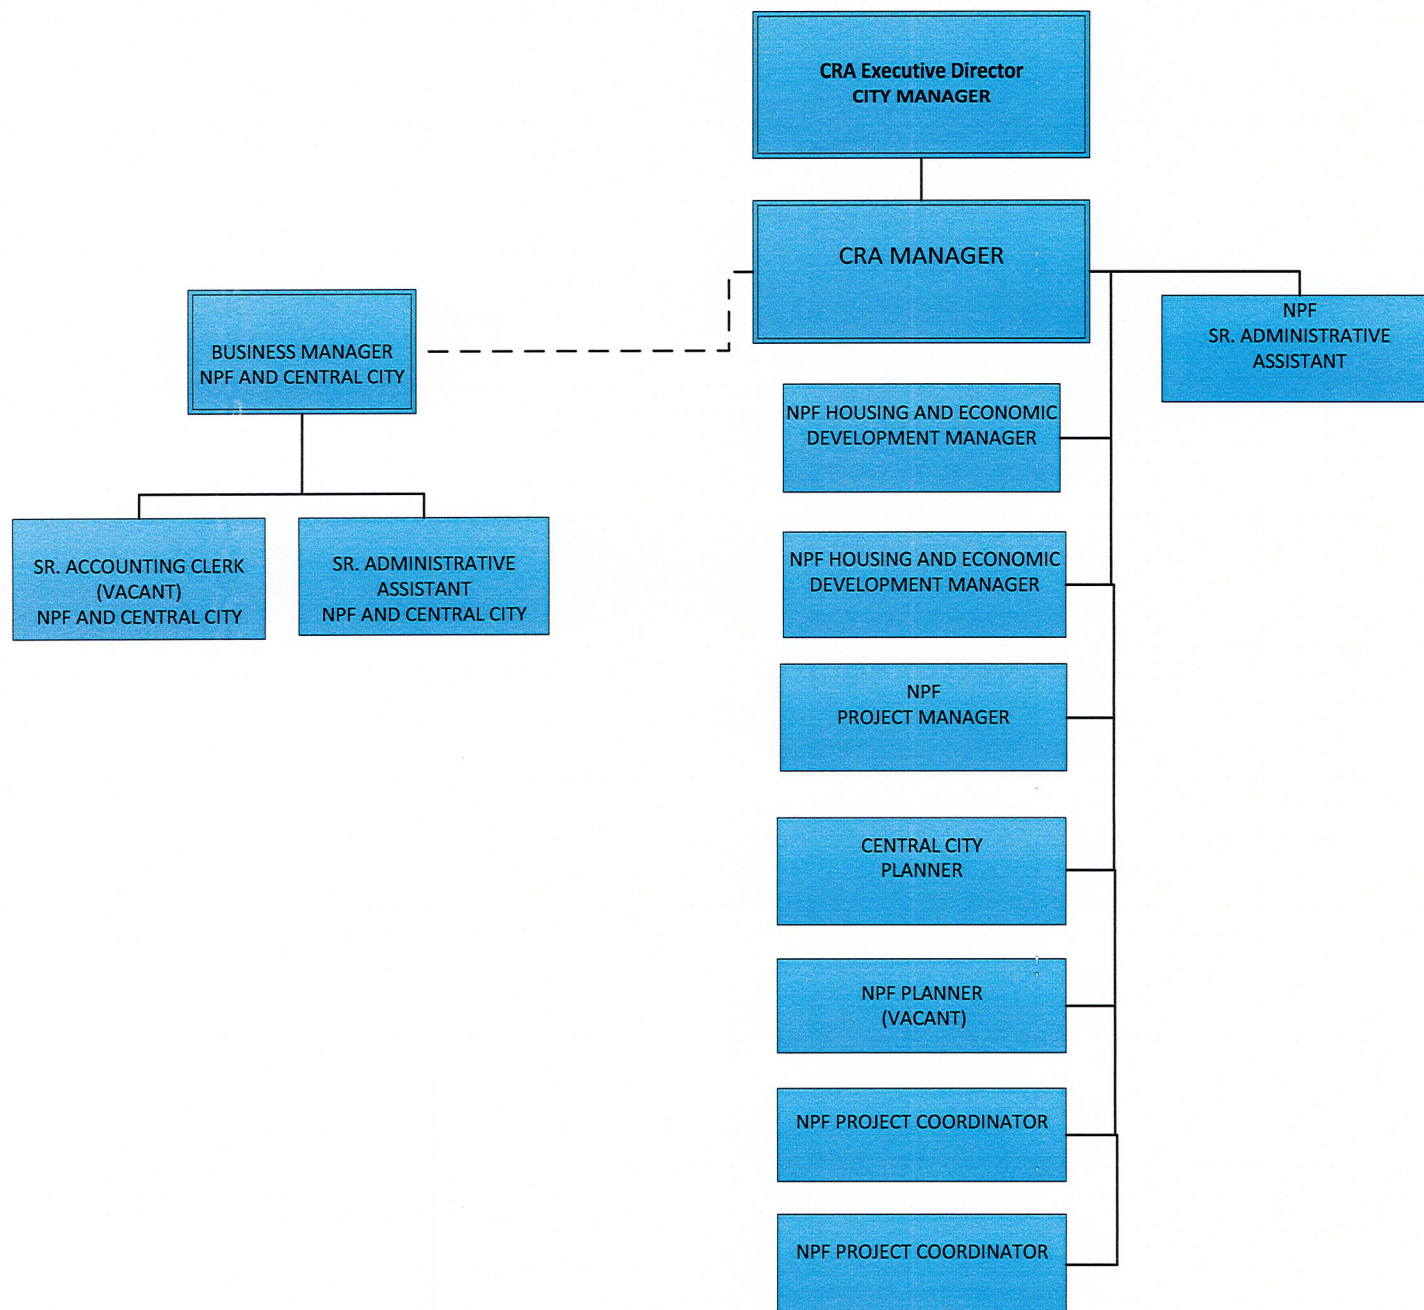 CRA Executive Director
CITY MANAGER
CRA MANAGER
NPF
SR. ADMINISTRATIVE
ASSISTANT
BUSINESS MANAGER
NPF AND CENTRAL CITY
NPF HOUSING AND ECONOMIC
DEVELOPMENT MANAGER
SR. ACCOUNTING CLERK
(VACANT)
NPF AND CENTRAL CITY
SR. ADMINISTRATIVE
ASSISTANT
NPF AND CENTRAL CITY
NPF HOUSING AND ECONOMIC
DEVELOPMENT MANAGER
NPF
PROJECT MANAGER
CENTRAL CITY
PLANNER
NPF PLANNER
(VACANT)
NPF PROJECT COORDINATOR
NPF PROJECT COORDINATOR